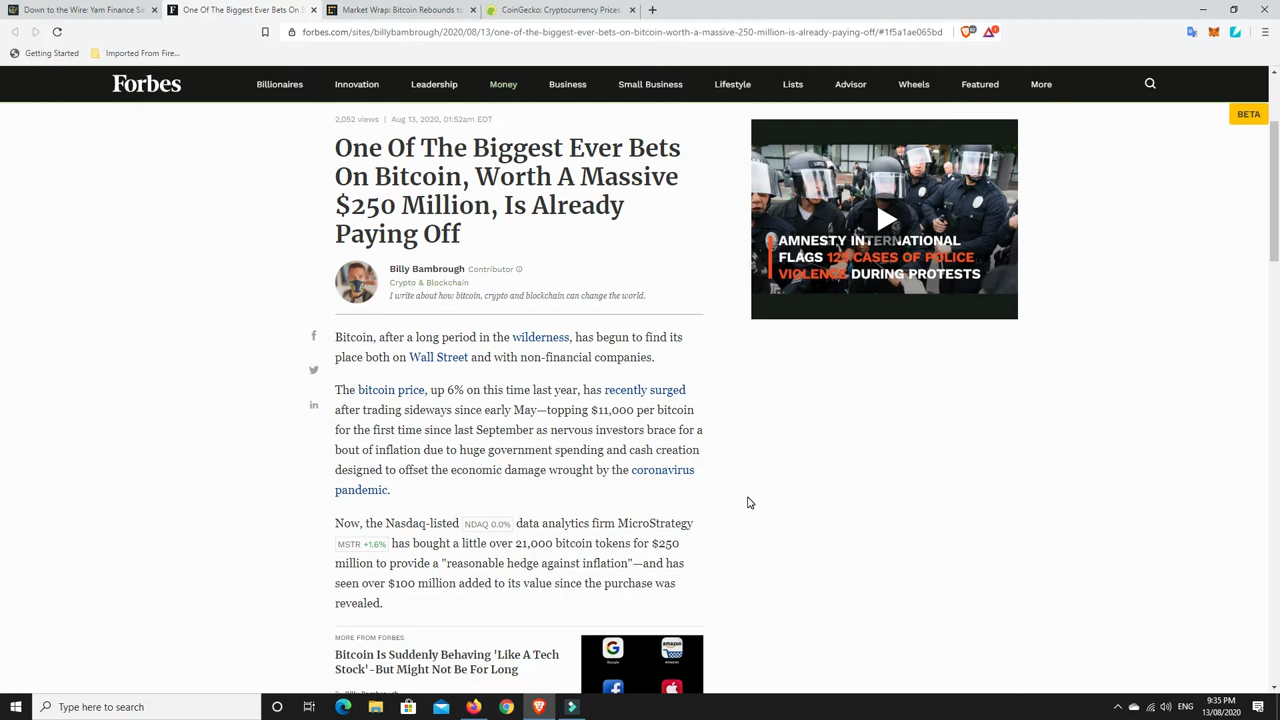 Down to the Wire: Yam Finance Sa
One Of The Biggest Ever Bets On B
Market Wrap: Bitcoin Rebounds to
CoinGecko: Cryptocurrency Prices
forbes.com/sites/billybambrough/2020/08/13/one-of-the-biggest-ever-bets-on-bitcoin-worth-a-massive-250-million-is-already-paying-off/#1f5a1ae065bd
Getting Started
Imported From Fire...
Forbes
Billionaires
Innovation
Leadership
Money
Business
Small Business
Lifestyle
Lists
Advisor
Wheels
Featured
More
BETA
2,052 views | Aug 13, 2020, 01:52am EDT
One Of The Biggest Ever Bets
On Bitcoin, Worth A Massive
$250 Million, Is Already
Paying Off
Billy Bambrough Contributor
Crypto & Blockchain
I write about how bitcoin, crypto and blockchain can change the world.
AMNESTY INTERNATIONAL
FLAGS 125 CASES OF POLICE
VIOLENCE DURING PROTESTS
Bitcoin, after a long period in the wilderness, has begun to find its
place both on Wall Street and with non-financial companies.
The bitcoin price, up 6% on this time last year, has recently surged
after trading sideways since early May—topping $11,000 per bitcoin
for the first time since last September as nervous investors brace for a
bout of inflation due to huge government spending and cash creation
designed to offset the economic damage wrought by the coronavirus
pandemic.
Now, the Nasdaq-listed NDAQ 0.0% data analytics firm MicroStrategy
MSTR +1.6% has bought a little over 21,000 bitcoin tokens for $250
million to provide a "reasonable hedge against inflation"—and has
seen over $100 million added to its value since the purchase was
revealed.
MORE FROM FORBES
Bitcoin Is Suddenly Behaving 'Like A Tech
Stock'–But Might Not Be For Long
Google
Amazon
Type here to search
ENG
9:35 PM
13/08/2020